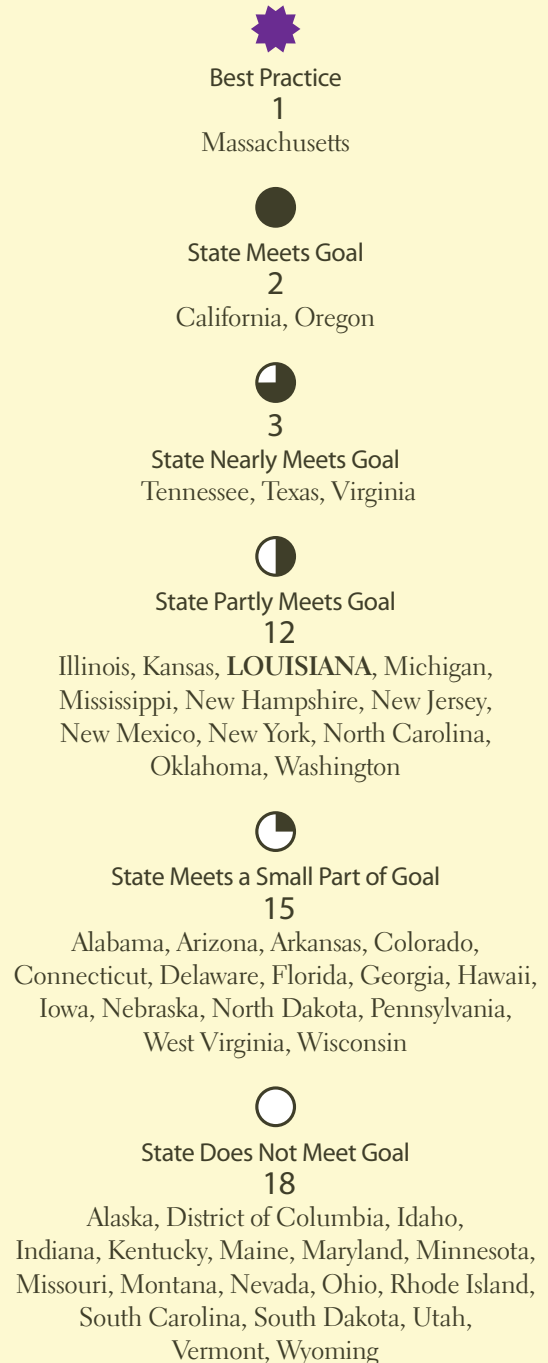 Best Practice
1
Massachusetts
State Meets Goal
2
California, Oregon
3
State Nearly Meets Goal
Tennessee, Texas, Virginia
State Partly Meets Goal
12
Illinois, Kansas, LOUISIANA, Michigan,
Mississippi, New Hampshire, New Jersey,
New Mexico, New York, North Carolina,
Oklahoma, Washington
State Meets a Small Part of Goal
15
Alabama, Arizona, Arkansas, Colorado,
Connecticut, Delaware, Florida, Georgia, Hawaii,
Iowa, Nebraska, North Dakota, Pennsylvania,
West Virginia, Wisconsin
State Does Not Meet Goal
18
Alaska, District of Columbia, Idaho,
Indiana, Kentucky, Maine, Maryland, Minnesota,
Missouri, Montana, Nevada, Ohio, Rhode Island,
South Carolina, South Dakota, Utah,
Vermont, Wyoming